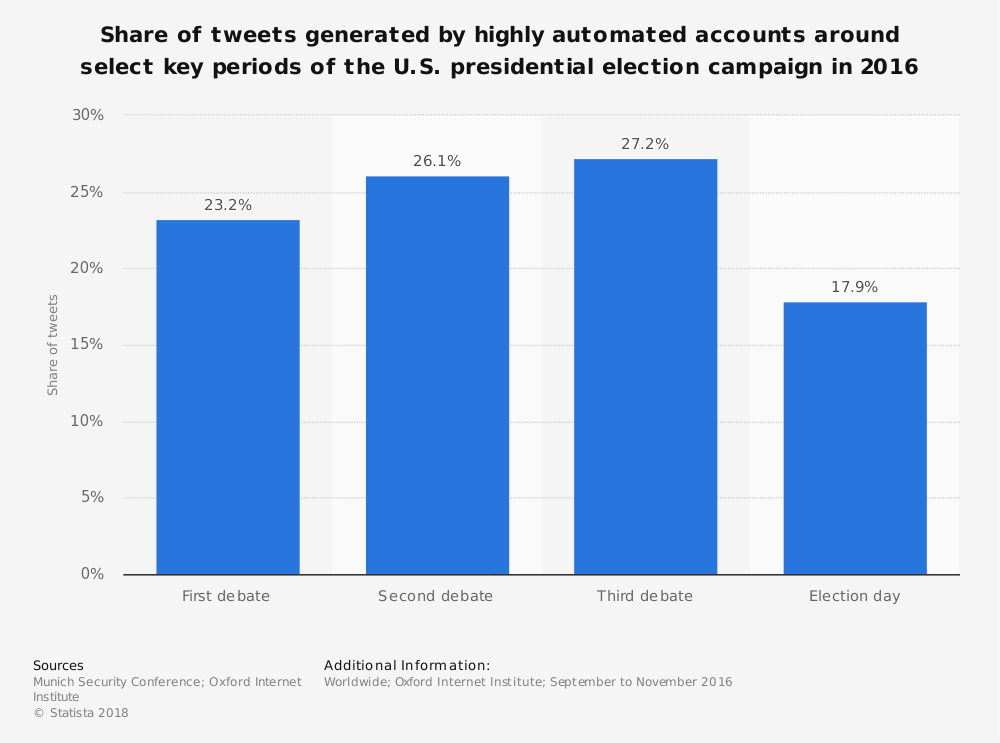 Share of tweets generated by highly automated accounts around
select key periods of the U.S. presidential election campaign in 2016
30%
25%
20%
15%
10%
5%
0%
Share of tweets
23.2%
26.1%
27.2%
17.9%
First debate
Second debate
Third debate
Election day
Sources
Munich Security Conference; Oxford Internet
Institute
© Statista 2018
Additional Information:
Worldwide; Oxford Internet Institute; September to November 2016